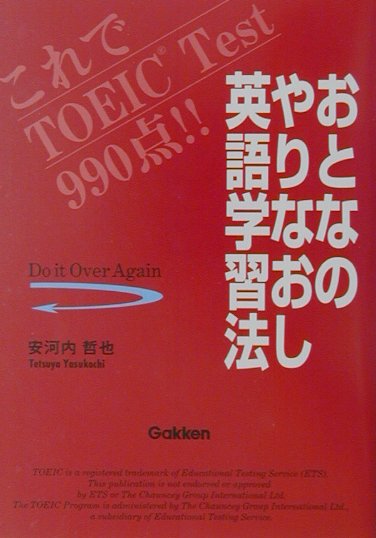 これで
TOEIC® Test
990点!!
おとなの
やりなおし
英語学習法
Do it Over Again
安河内 哲也
Tetsuya Yasukochi
Gakken
TOEIC is a registered trademark of Educational Testing Service (ETS).
This publication is not endorsed or approved
by ETS or The Chauncey Group International Ltd.
The TOEIC Program is administered by The Chauncey Group International Ltd.,
a subsidiary of Educational Testing Service.